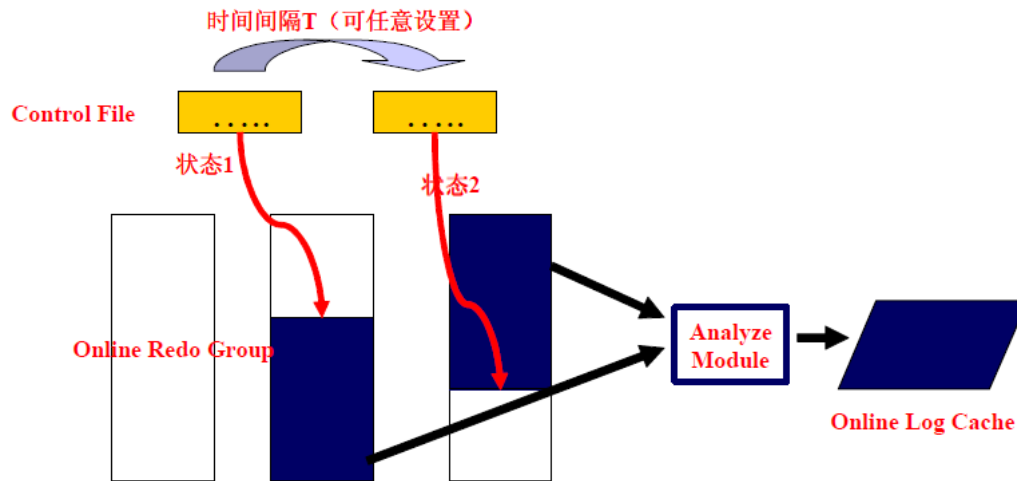 时间间隔T（可任意设置）
Control File
.....
.....
状态1
状态2
Online Redo Group
Analyze
Module
Online Log Cache